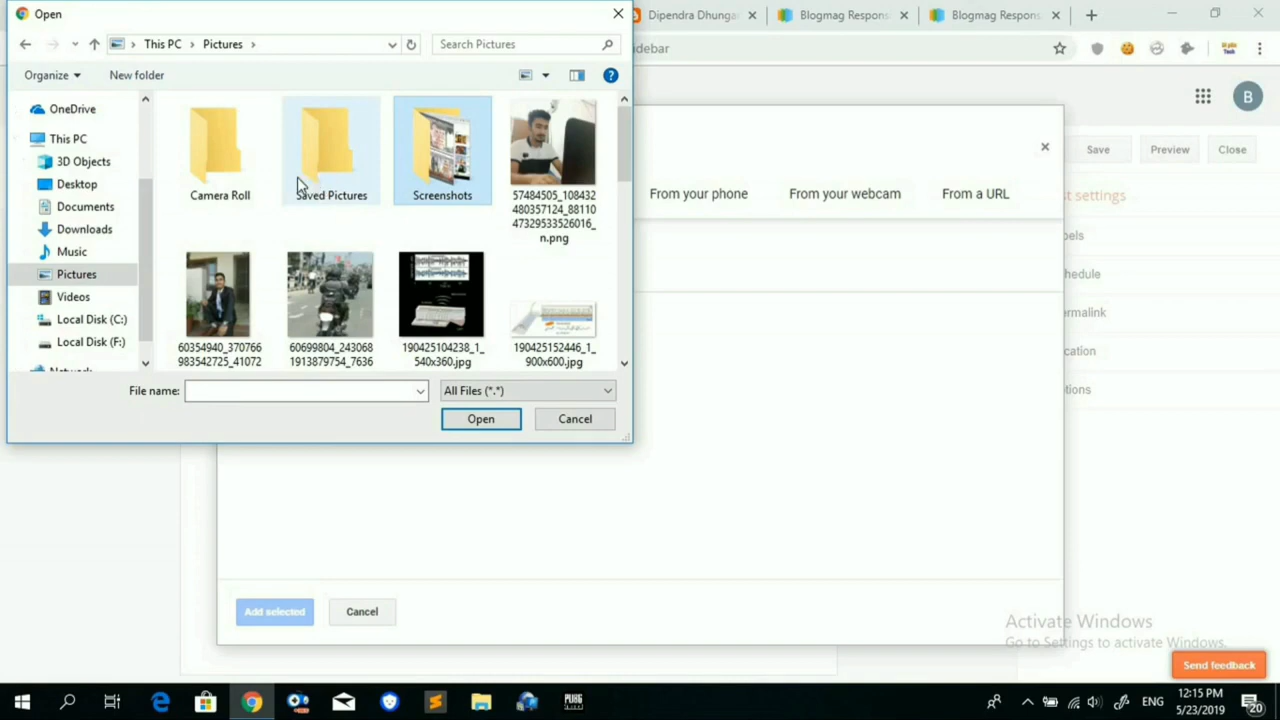 Open
Dipendra Dhunga
Blogmag Respons
Blogmag Respons
This PC
Pictures
Search Pictures
debar
Organize
New folder
OneDrive
This PC
3D Objects
Desktop
Documents
Downloads
Music
Pictures
Videos
Local Disk (C:)
Local Disk (F:)
Network
Camera Roll
Saved Pictures
Screenshots
57484505_108432
480357124_88110
47329533526016_
n.png
60354940_370766
983542725_41072
60699804_243068
1913879754_7636
190425104238_1_
540x360.jpg
190425152446_1_
900x600.jpg
File name:
All Files (*.*)
Open
Cancel
B
Save
Preview
Close
From your phone
From your webcam
From a URL
st settings
bels
hedule
rmalink
cation
tions
Add selected
Cancel
Activate Windows
Go to Settings to activate Windows.
Send feedback
PUBG
ENG
12:15 PM
5/23/2019
20